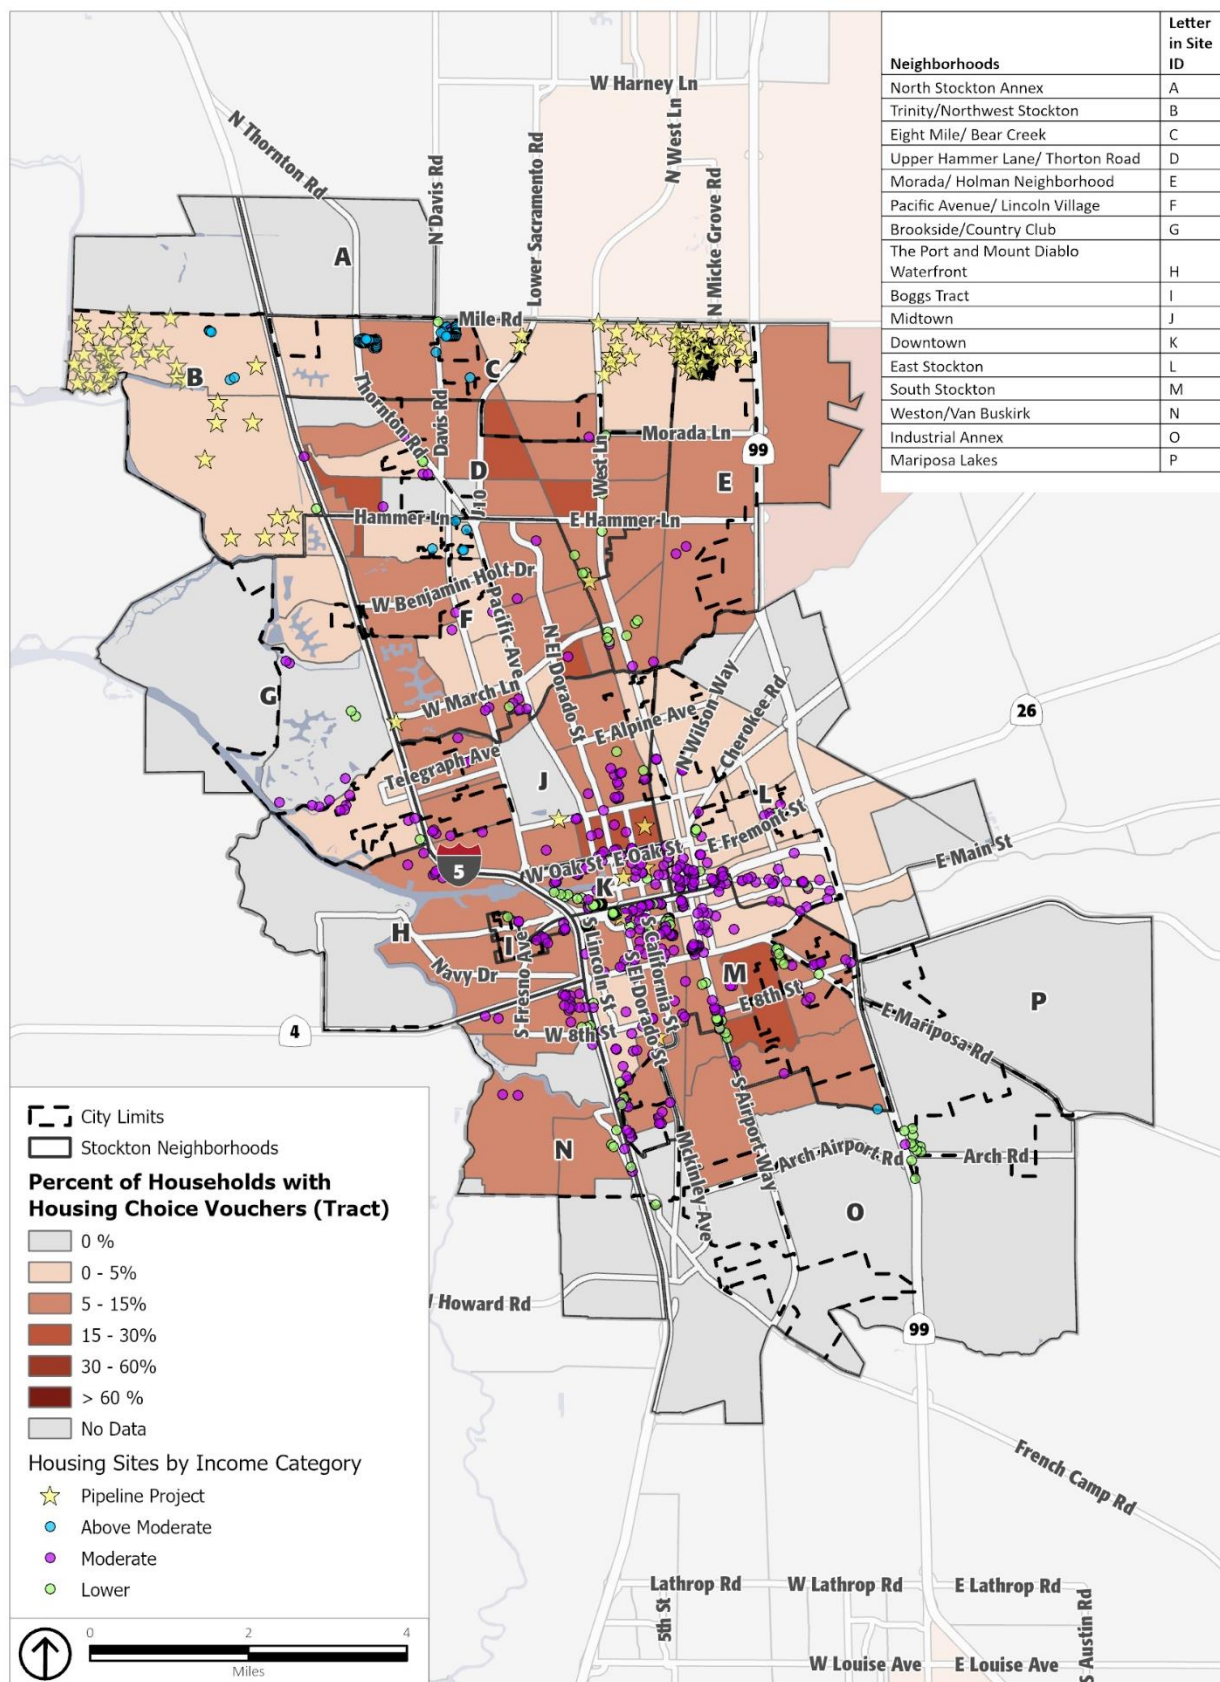 Neighborhoods
Letter
in Site
ID
North Stockton Annex A
Trinity/Northwest Stockton B
Eight Mile/ Bear Creek C
Upper Hammer Lane/ Thorton Road D
Morada/ Holman Neighborhood E
Pacific Avenue/ Lincoln Village F
Brookside/Country Club G
The Port and Mount Diablo
Waterfront H
Boggs Tract I
Midtown J
Downtown K
East Stockton L
South Stockton M
Weston/Van Buskirk N
Industrial Annex O
Mariposa Lakes P
W Harney Ln
N Thornton Rd
N Davis Rd
Lower Sacramento Rd
N West Ln
N Micke Grove Rd
A
Mile Rd
B
C
Thornton Rd
Davis Rd
Morada Ln
99
West Ln
D
E
J 10
Hammer Ln
E Hammer Ln
W Benjamin Holt Dr
F
Pacific Ave
N El Dorado St
G
W March Ln
N Wilson Way
Cherokee Rd
26
E Alpine Ave
Telegraph Ave
J
L
E Fremont St
E Main St
5
W Oak St
E Oak St
K
H
I
Navy Dr
S Fresno Ave
S Lincoln St
S El Dorado St
S California St
M
E 8th St
P
E Mariposa Rd
4
W 8th St
N
S Airport Way
Mckinley Ave
Arch Airport Rd
Arch Rd
O
Howard Rd
99
French Camp Rd
Lathrop Rd
W Lathrop Rd
E Lathrop Rd
5th St
S Austin Rd
W Louise Ave
E Louise Ave
City Limits
Stockton Neighborhoods
Percent of Households with
Housing Choice Vouchers (Tract)
0 %
0 - 5%
5 - 15%
15 - 30%
30 - 60%
> 60 %
No Data
Housing Sites by Income Category
Pipeline Project
Above Moderate
Moderate
Lower
0 2 4
Miles